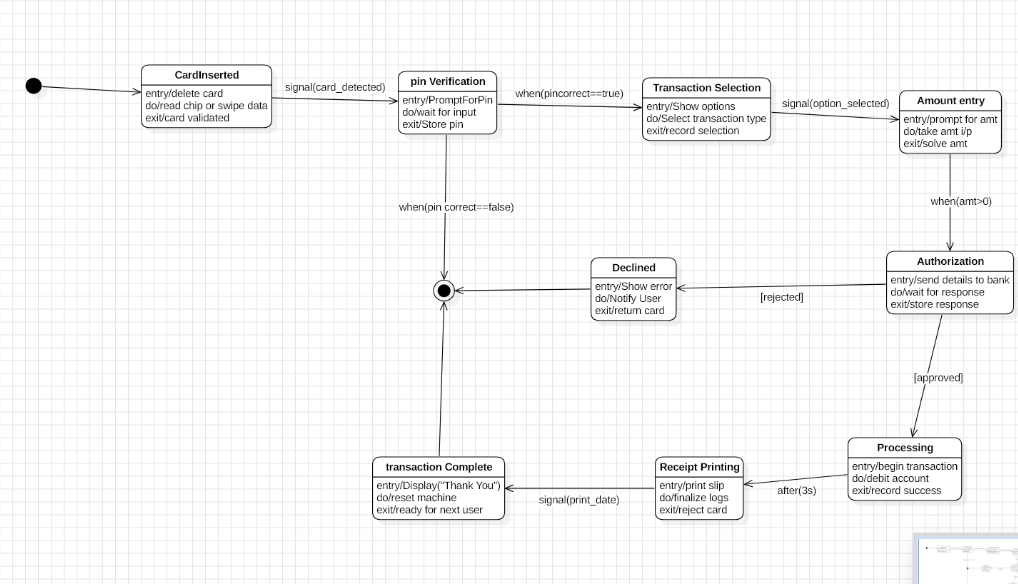 CardInserted
entry/delete card
do/read chip or swipe data
exit/card validated
signal(card_detected)
pin Verification
entry/PromptForPin
do/wait for input
exit/Store pin
when(pincorrect==true)
Transaction Selection
entry/Show options
do/Select transaction type
exit/record selection
signal(option_selected)
Amount entry
entry/prompt for amt
do/take amt i/p
exit/solve amt
when(pin correct==false)
when(amt>0)
Declined
entry/Show error
do/Notify User
exit/return card
[rejected]
Authorization
entry/send details to bank
do/wait for response
exit/store response
[approved]
transaction Complete
entry/Display("Thank You")
do/reset machine
exit/ready for next user
signal(print_date)
Receipt Printing
entry/print slip
do/finalize logs
exit/reject card
after(3s)
Processing
entry/begin transaction
do/debit account
exit/record success